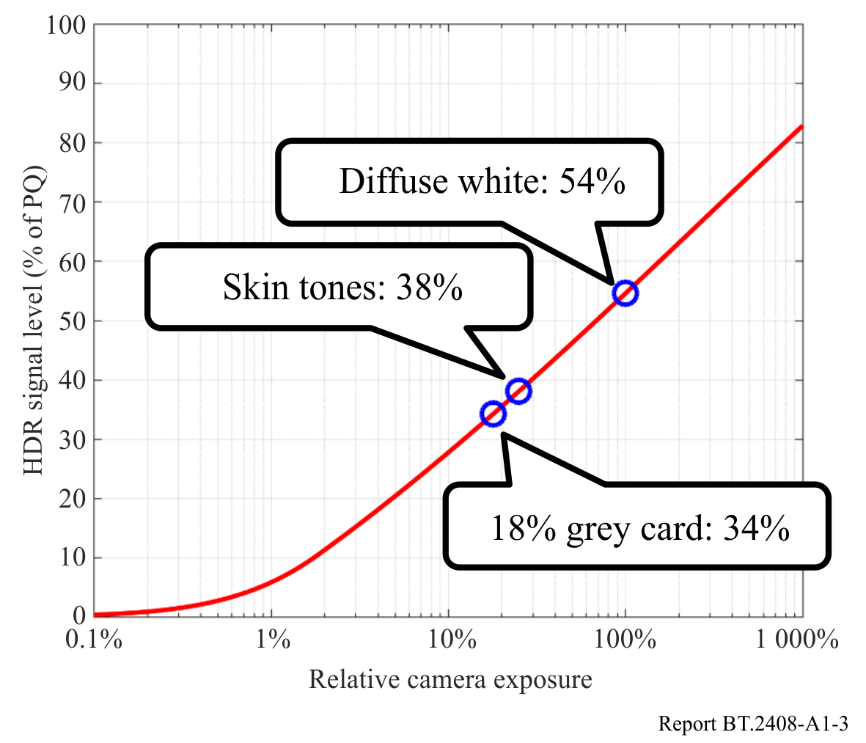 100
90
80
70
60
50
40
30
20
10
0
HDR signal level (% of PQ)
Diffuse white: 54%
Skin tones: 38%
18% grey card: 34%
0.1%
1%
10%
100%
1 000%
Relative camera exposure
Report BT.2408-A1-3